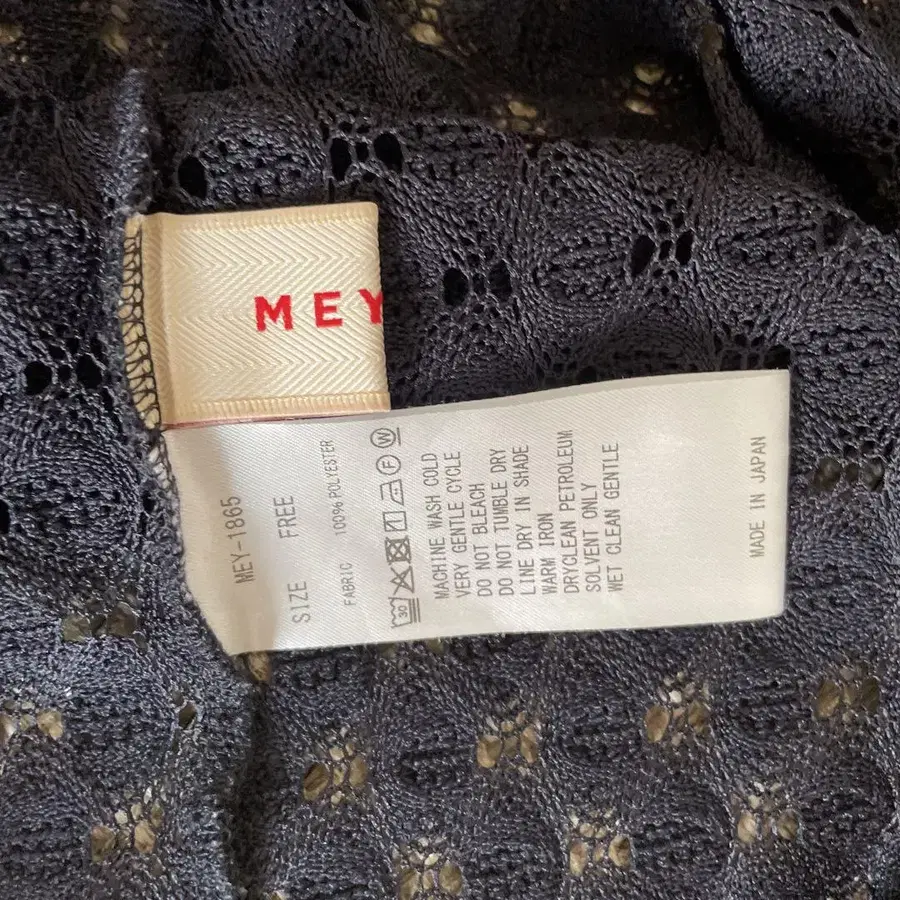 MEY
MEY-1865
SIZE FREE
FABRIC 100% POLYESTER
30 F W
MACHINE WASH COLD
VERY GENTLE CYCLE
DO NOT BLEACH
DO NOT TUMBLE DRY
LINE DRY IN SHADE
WARM IRON
DRYCLEAN PETROLEUM
SOLVENT ONLY
WET CLEAN GENTLE
MADE IN JAPAN